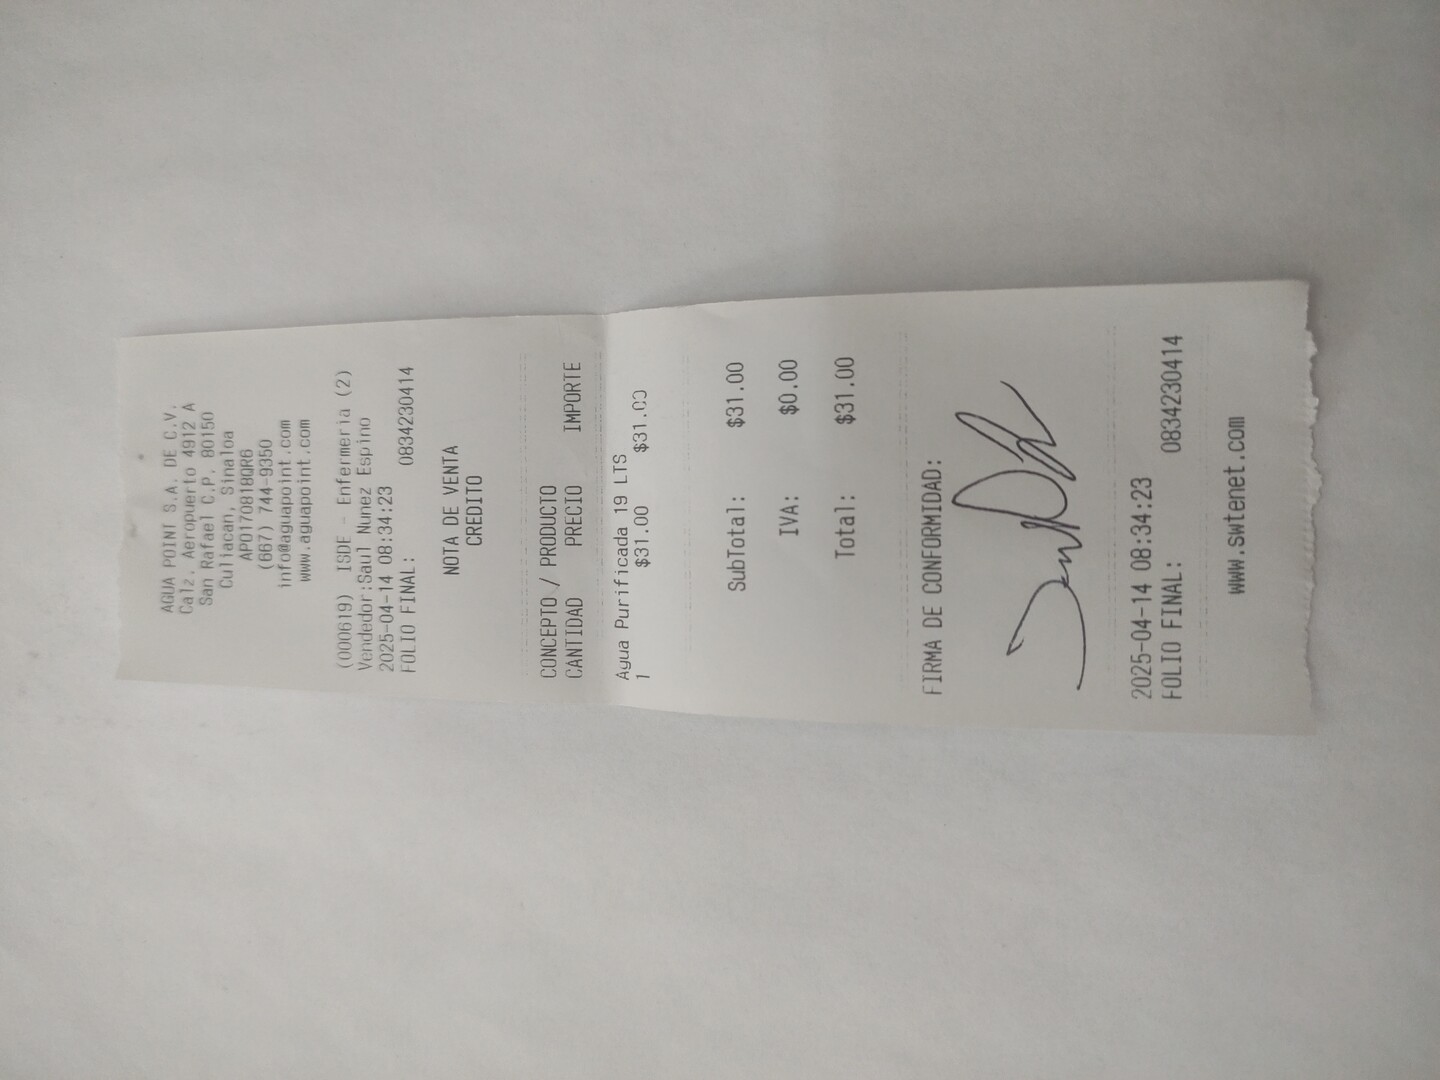 AGUA POINT S.A. DE C.V.
Calz. Aeropuerto 4912 A
San Rafael C.P. 80150
Culiacan, Sinaloa
APO170818QR6
(667) 744-9350
info@aguapoint.com
www.aguapoint.com
(000619) ISDE - Enfermeria (2)
Vendedor:Saul Nunez Espino
2025-04-14 08:34:23
FOLIO FINAL: 0834230414
NOTA DE VENTA
CREDITO
CONCEPTO / PRODUCTO
CANTIDAD PRECIO IMPORTE
Agua Purificada 19 LTS
1 $31.00 $31.00
SubTotal: $31.00
IVA: $0.00
Total: $31.00
FIRMA DE CONFORMIDAD:
2025-04-14 08:34:23
FOLIO FINAL: 0834230414
www.swtenet.com